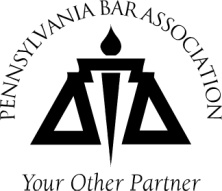 PENNSYLVANIA BAR ASSOCIATION
Your Other Partner